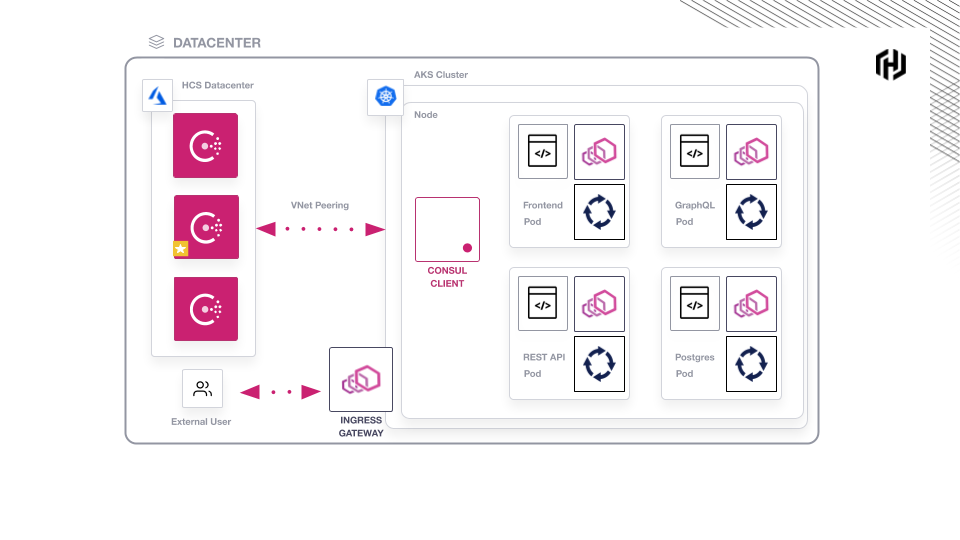 DATACENTER
HCS Datacenter
AKS Cluster
Node
VNet Peering
CONSUL
CLIENT
Frontend
Pod
GraphQL
Pod
REST API
Pod
Postgres
Pod
External User
INGRESS
GATEWAY